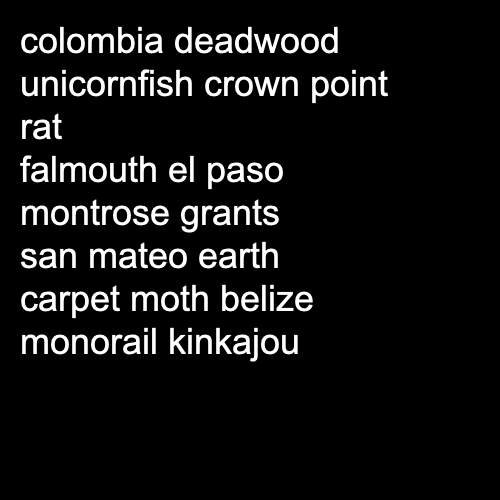 colombia deadwood
unicornfish crown point
rat
falmouth el paso
montrose grants
san mateo earth
carpet moth belize
monorail kinkajou